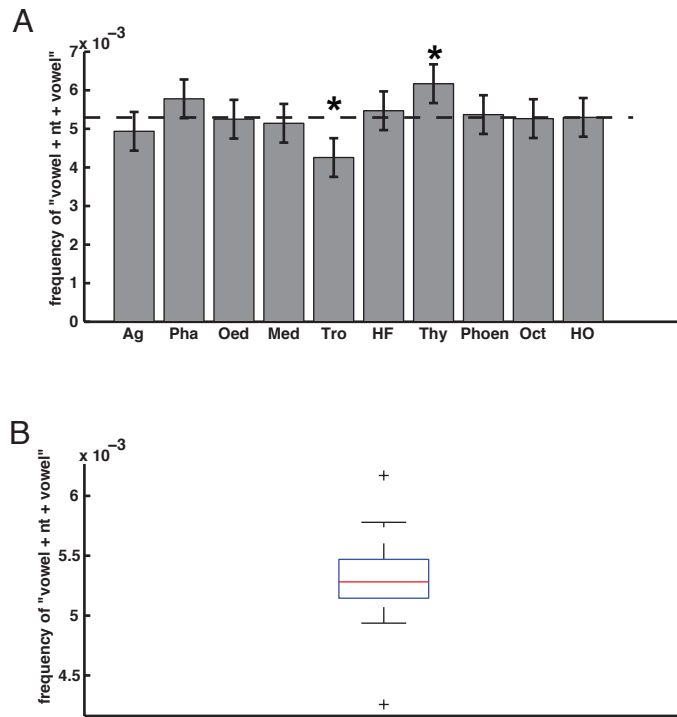 A
x 10⁻³
7
6
5
4
3
2
1
0
frequency of "vowel + nt + vowel"
* *
Ag Pha Oed Med Tro HF Thy Phoen Oct HO
B
x 10⁻³
6
5.5
5
4.5
frequency of "vowel + nt + vowel"